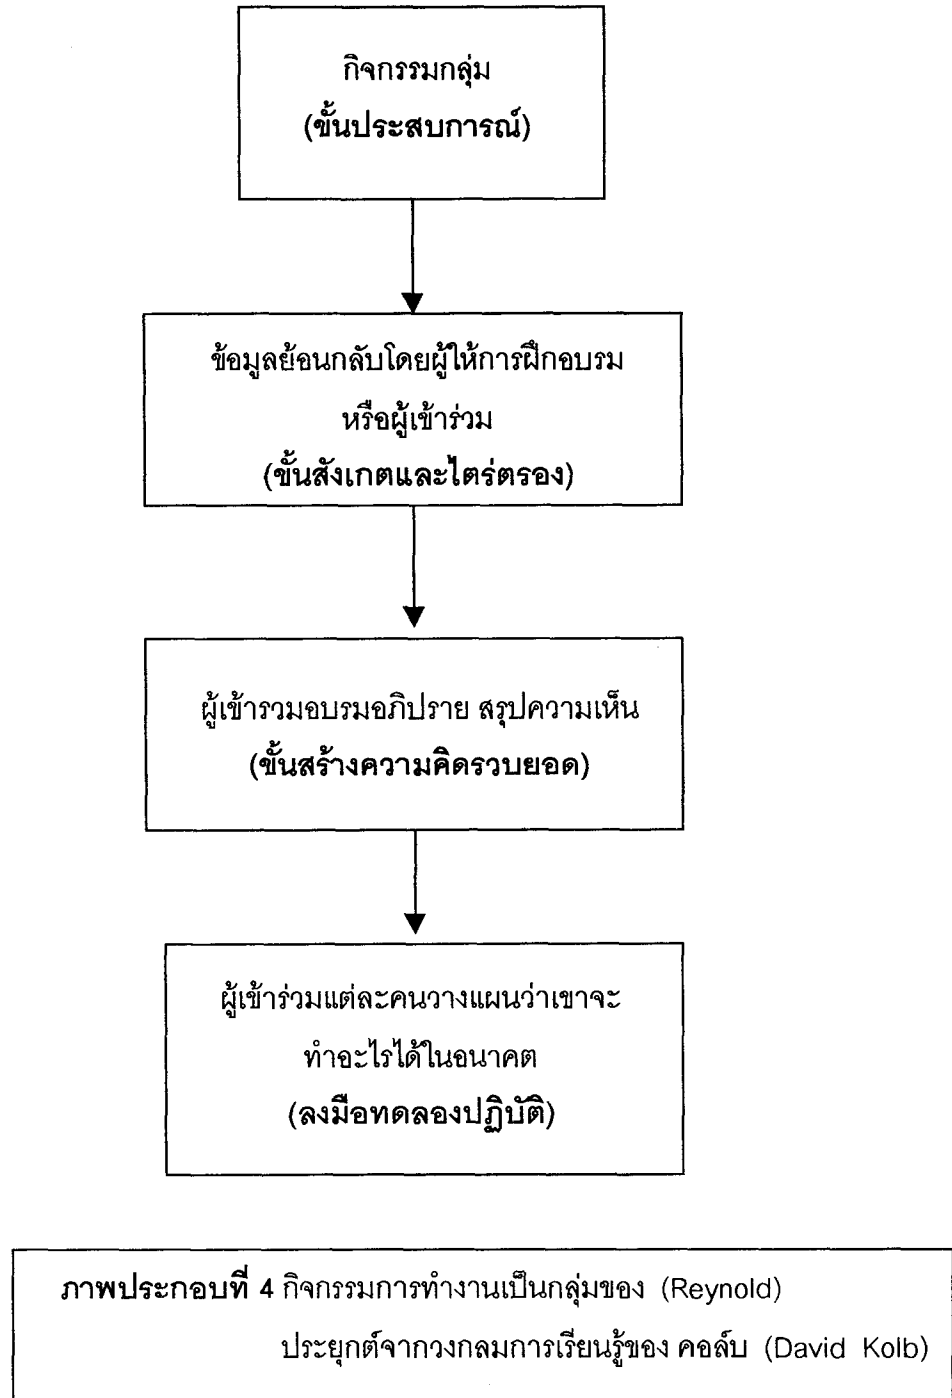 กิจกรรมกลุ่ม
(ขั้นประสบการณ์)
ข้อมูลย้อนกลับโดยผู้ให้การฝึกอบรม
หรือผู้เข้าร่วม
(ขั้นสังเกตและไตร่ตรอง)
ผู้เข้ารวมอบรมอภิปราย สรุปความเห็น
(ขั้นสร้างความคิดรวบยอด)
ผู้เข้าร่วมแต่ละคนวางแผนว่าเขาจะ
ทำอะไรได้ในอนาคต
(ลงมือทดลองปฏิบัติ)
ภาพประกอบที่ 4 กิจกรรมการทำงานเป็นกลุ่มของ (Reynold)
ประยุกต์จากวงกลมการเรียนรู้ของ คอล์บ (David Kolb)